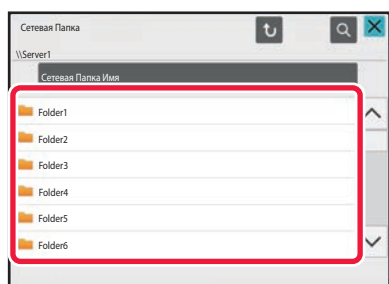 Сетевая Папка
\\Server1
Сетевая Папка Имя
Folder1
Folder2
Folder3
Folder4
Folder5
Folder6